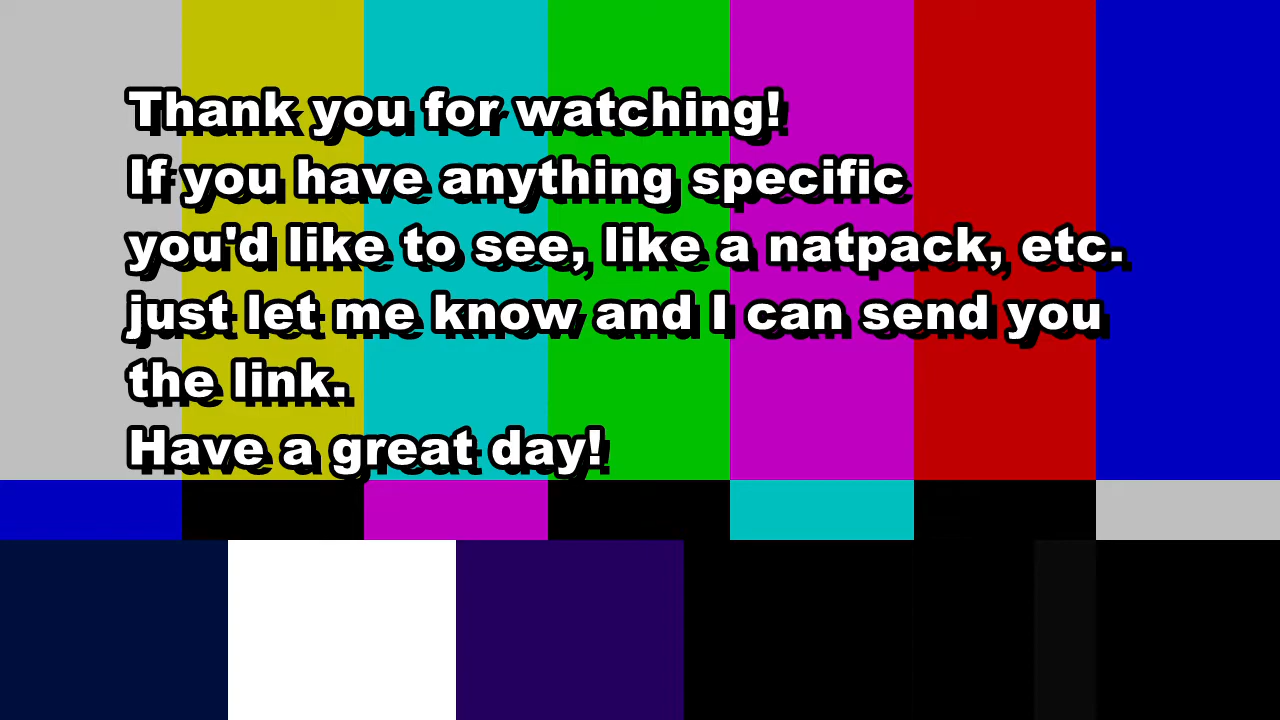 Thank you for watching!
If you have anything specific
you'd like to see, like a natpack, etc.
just let me know and I can send you
the link.
Have a great day!